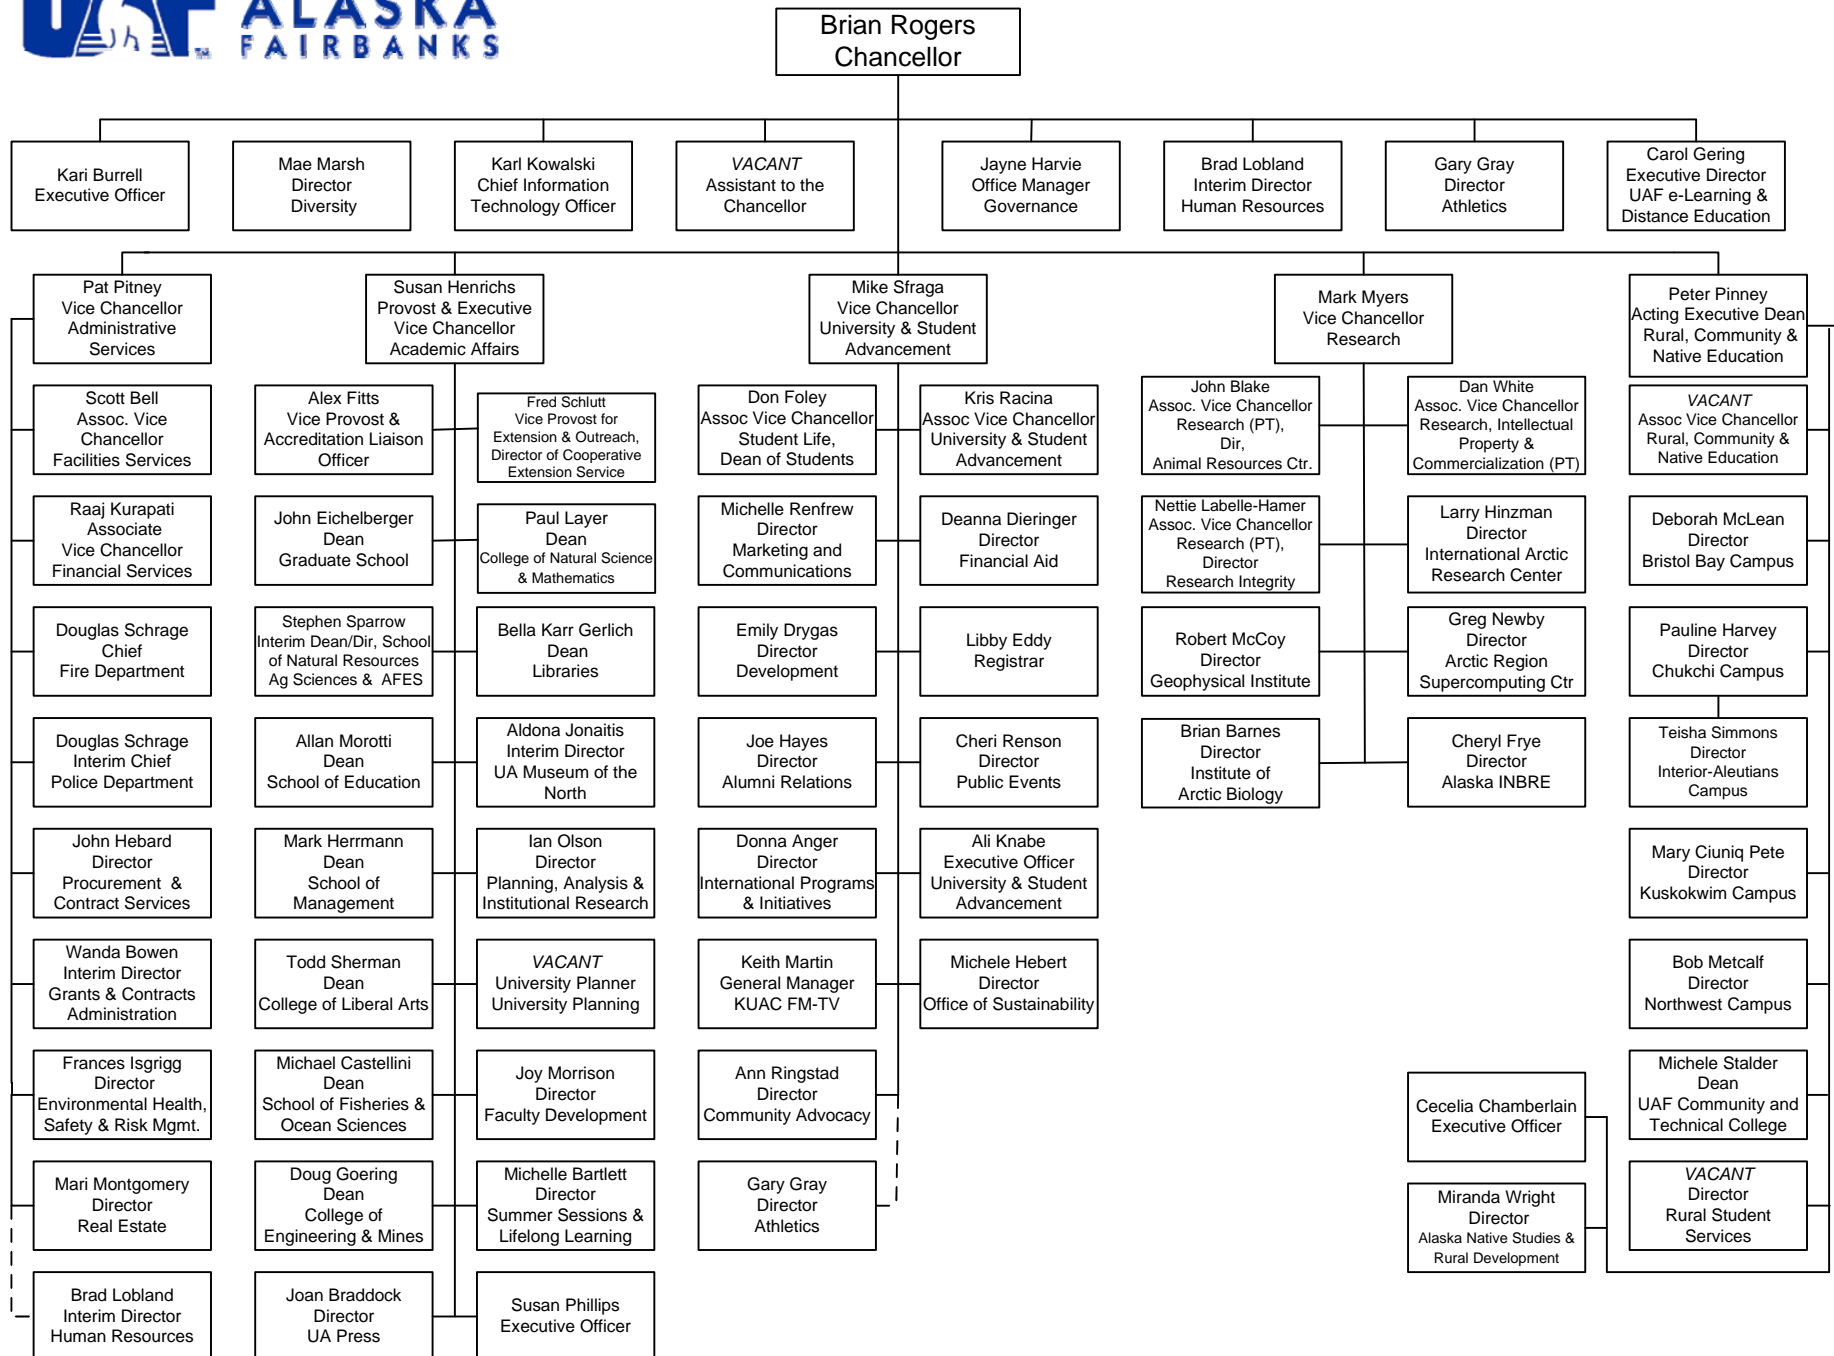 UAF
ALASKA
TM
FAIRBANKS
Brian Rogers
Chancellor
Kari Burrell
Executive Officer
Mae Marsh
Director
Diversity
Karl Kowalski
Chief Information
Technology Officer
VACANT
Assistant to the
Chancellor
Jayne Harvie
Office Manager
Governance
Brad Lobland
Interim Director
Human Resources
Gary Gray
Director
Athletics
Carol Gering
Executive Director
UAF e-Learning &
Distance Education
Pat Pitney
Vice Chancellor
Administrative
Services
Scott Bell
Assoc. Vice
Chancellor
Facilities Services
Raaj Kurapati
Associate
Vice Chancellor
Financial Services
Douglas Schrage
Chief
Fire Department
Douglas Schrage
Interim Chief
Police Department
John Hebard
Director
Procurement &
Contract Services
Wanda Bowen
Interim Director
Grants & Contracts
Administration
Frances Isgrigg
Director
Environmental Health,
Safety & Risk Mgmt.
Mari Montgomery
Director
Real Estate
Brad Lobland
Interim Director
Human Resources
Susan Henrichs
Provost & Executive
Vice Chancellor
Academic Affairs
Alex Fitts
Vice Provost &
Accreditation Liaison
Officer
Fred Schlutt
Vice Provost for
Extension & Outreach,
Director of Cooperative
Extension Service
John Eichelberger
Dean
Graduate School
Paul Layer
Dean
College of Natural Science
& Mathematics
Stephen Sparrow
Interim Dean/Dir, School
of Natural Resources
Ag Sciences & AFES
Bella Karr Gerlich
Dean
Libraries
Allan Morotti
Dean
School of Education
Aldona Jonaitis
Interim Director
UA Museum of the
North
Mark Herrmann
Dean
School of
Management
Ian Olson
Director
Planning, Analysis &
Institutional Research
Todd Sherman
Dean
College of Liberal Arts
VACANT
University Planner
University Planning
Michael Castellini
Dean
School of Fisheries &
Ocean Sciences
Joy Morrison
Director
Faculty Development
Doug Goering
Dean
College of
Engineering & Mines
Michelle Bartlett
Director
Summer Sessions &
Lifelong Learning
Joan Braddock
Director
UA Press
Susan Phillips
Executive Officer
Mike Sfraga
Vice Chancellor
University & Student
Advancement
Don Foley
Assoc Vice Chancellor
Student Life,
Dean of Students
Kris Racina
Assoc Vice Chancellor
University & Student
Advancement
Michelle Renfrew
Director
Marketing and
Communications
Deanna Dieringer
Director
Financial Aid
Emily Drygas
Director
Development
Libby Eddy
Registrar
Joe Hayes
Director
Alumni Relations
Cheri Renson
Director
Public Events
Donna Anger
Director
International Programs
& Initiatives
Ali Knabe
Executive Officer
University & Student
Advancement
Keith Martin
General Manager
KUAC FM-TV
Michele Hebert
Director
Office of Sustainability
Ann Ringstad
Director
Community Advocacy
Gary Gray
Director
Athletics
Mark Myers
Vice Chancellor
Research
John Blake
Assoc. Vice Chancellor
Research (PT),
Dir,
Animal Resources Ctr.
Dan White
Assoc. Vice Chancellor
Research, Intellectual
Property &
Commercialization (PT)
Nettie Labelle-Hamer
Assoc. Vice Chancellor
Research (PT),
Director
Research Integrity
Larry Hinzman
Director
International Arctic
Research Center
Robert McCoy
Director
Geophysical Institute
Greg Newby
Director
Arctic Region
Supercomputing Ctr
Brian Barnes
Director
Institute of
Arctic Biology
Cheryl Frye
Director
Alaska INBRE
Peter Pinney
Acting Executive Dean
Rural, Community &
Native Education
VACANT
Assoc Vice Chancellor
Rural, Community &
Native Education
Deborah McLean
Director
Bristol Bay Campus
Pauline Harvey
Director
Chukchi Campus
Teisha Simmons
Director
Interior-Aleutians
Campus
Mary Ciuniq Pete
Director
Kuskokwim Campus
Bob Metcalf
Director
Northwest Campus
Michele Stalder
Dean
UAF Community and
Technical College
Cecelia Chamberlain
Executive Officer
VACANT
Director
Rural Student
Services
Miranda Wright
Director
Alaska Native Studies &
Rural Development